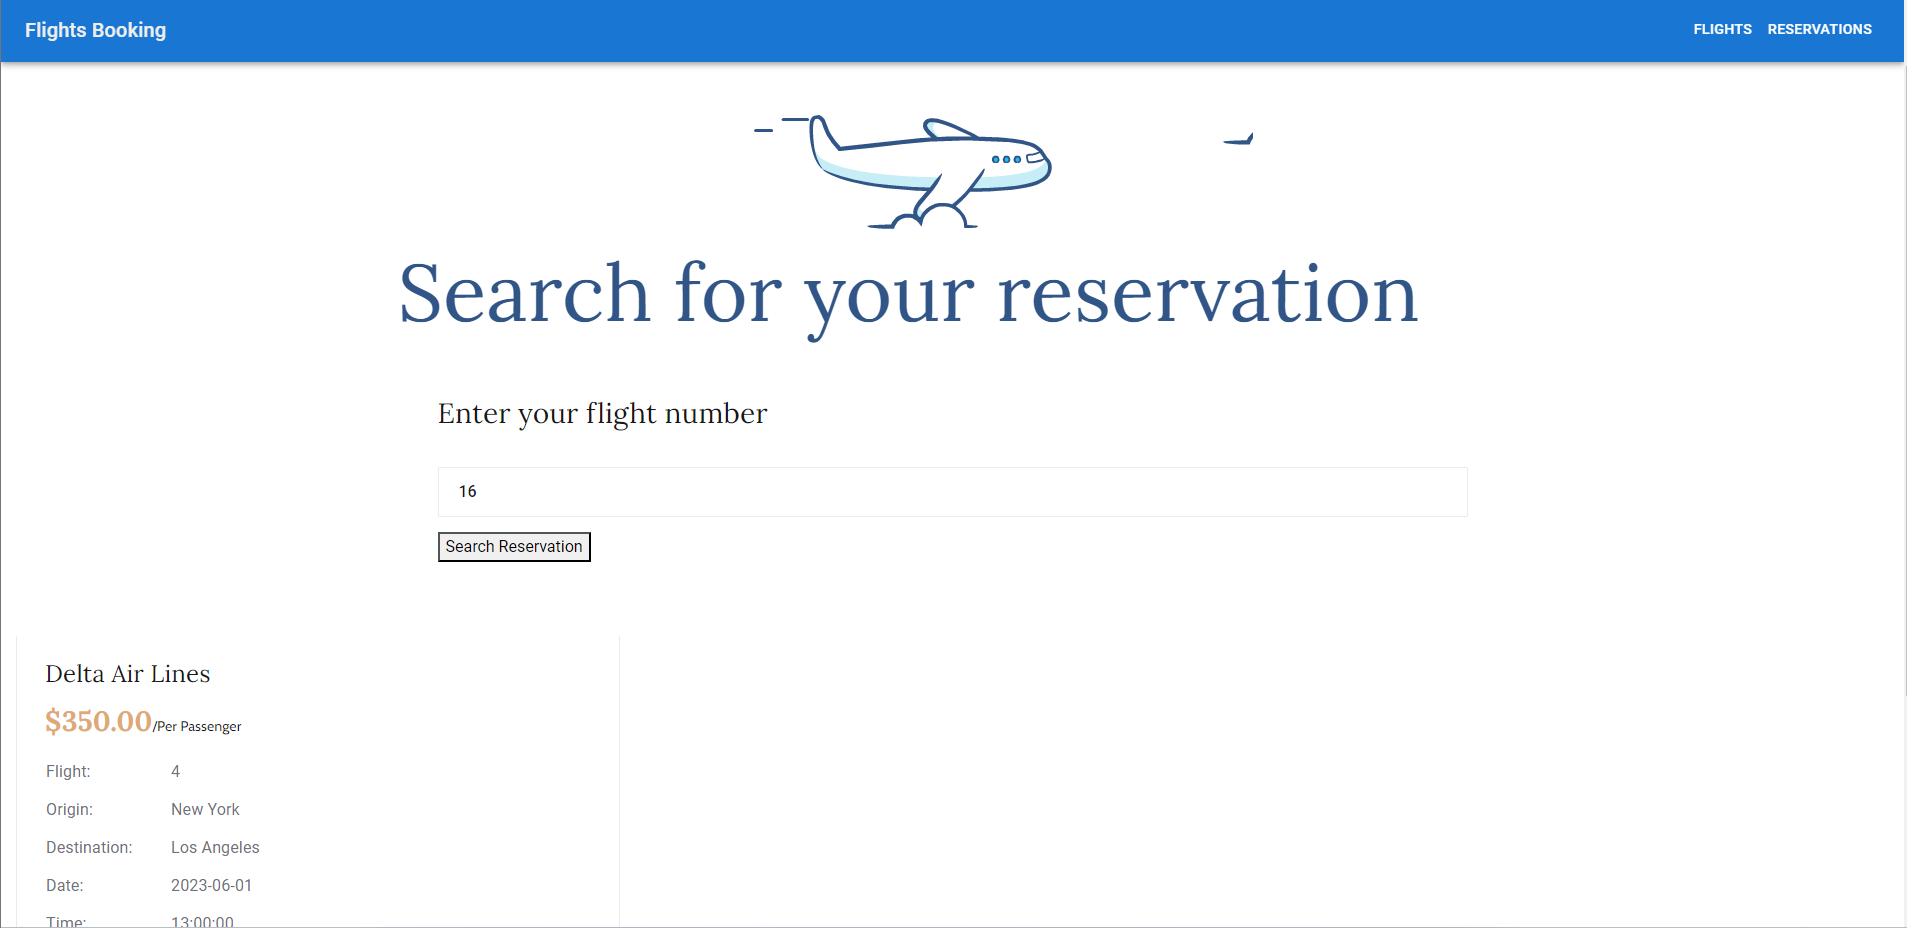 Flights Booking FLIGHTS RESERVATIONS
Search for your reservation
Enter your flight number
16
Search Reservation
Delta Air Lines
$350.00/Per Passenger
Flight: 4
Origin: New York
Destination: Los Angeles
Date: 2023-06-01
Time: 13:00:00